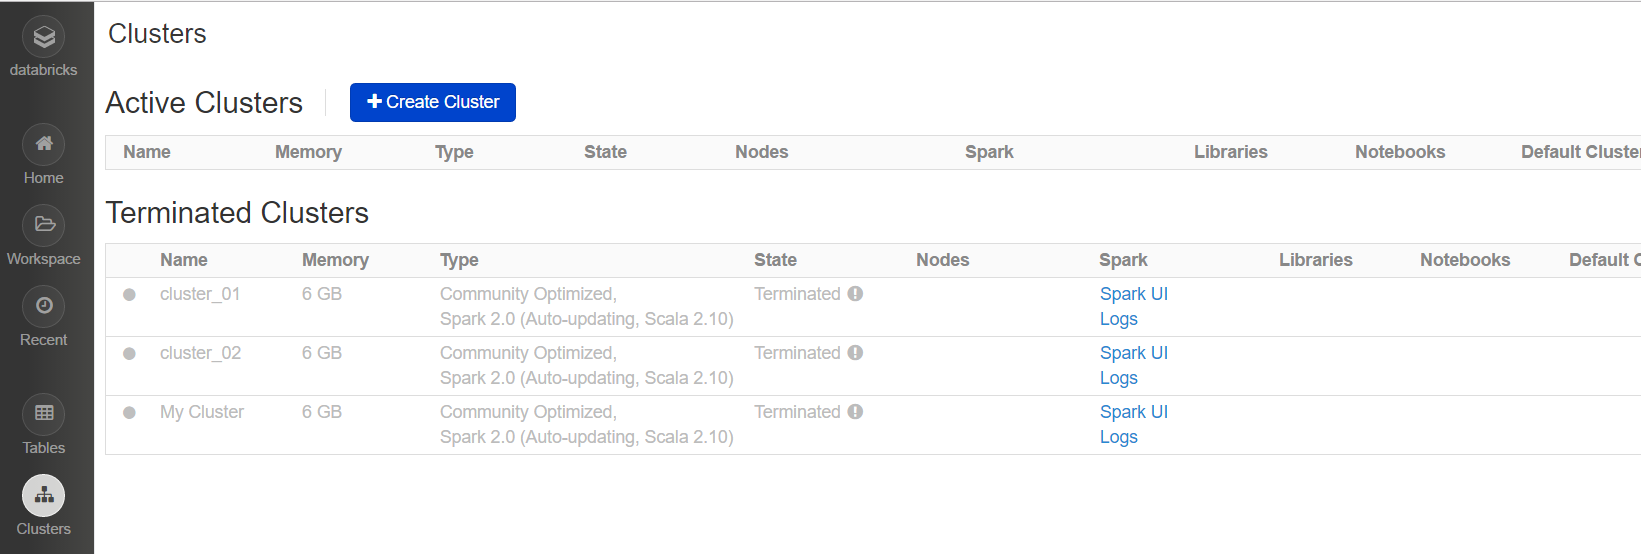 databricks
Home
Workspace
Recent
Tables
Clusters
Clusters
Active Clusters
Create Cluster
Name Memory Type State Nodes Spark Libraries Notebooks Default Cluster
Terminated Clusters
Name Memory Type State Nodes Spark Libraries Notebooks Default C
cluster_01 6 GB Community Optimized, Terminated Spark UI
Spark 2.0 (Auto-updating, Scala 2.10) Logs
cluster_02 6 GB Community Optimized, Terminated Spark UI
Spark 2.0 (Auto-updating, Scala 2.10) Logs
My Cluster 6 GB Community Optimized, Terminated Spark UI
Spark 2.0 (Auto-updating, Scala 2.10) Logs